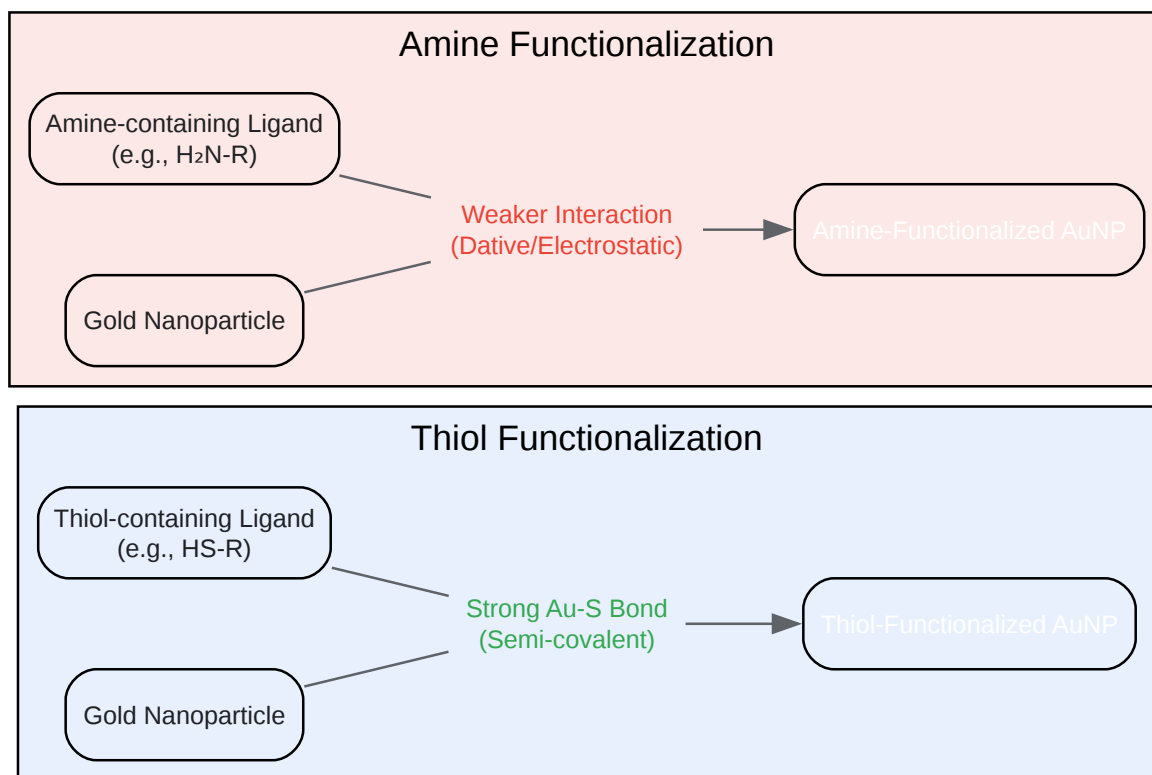 Amine Functionalization
Amine-containing Ligand
(e.g., H₂N-R)
Weaker Interaction
(Dative/Electrostatic)
Amine-Functionalized AuNP
Gold Nanoparticle
Thiol Functionalization
Thiol-containing Ligand
(e.g., HS-R)
Strong Au-S Bond
(Semi-covalent)
Thiol-Functionalized AuNP
Gold Nanoparticle